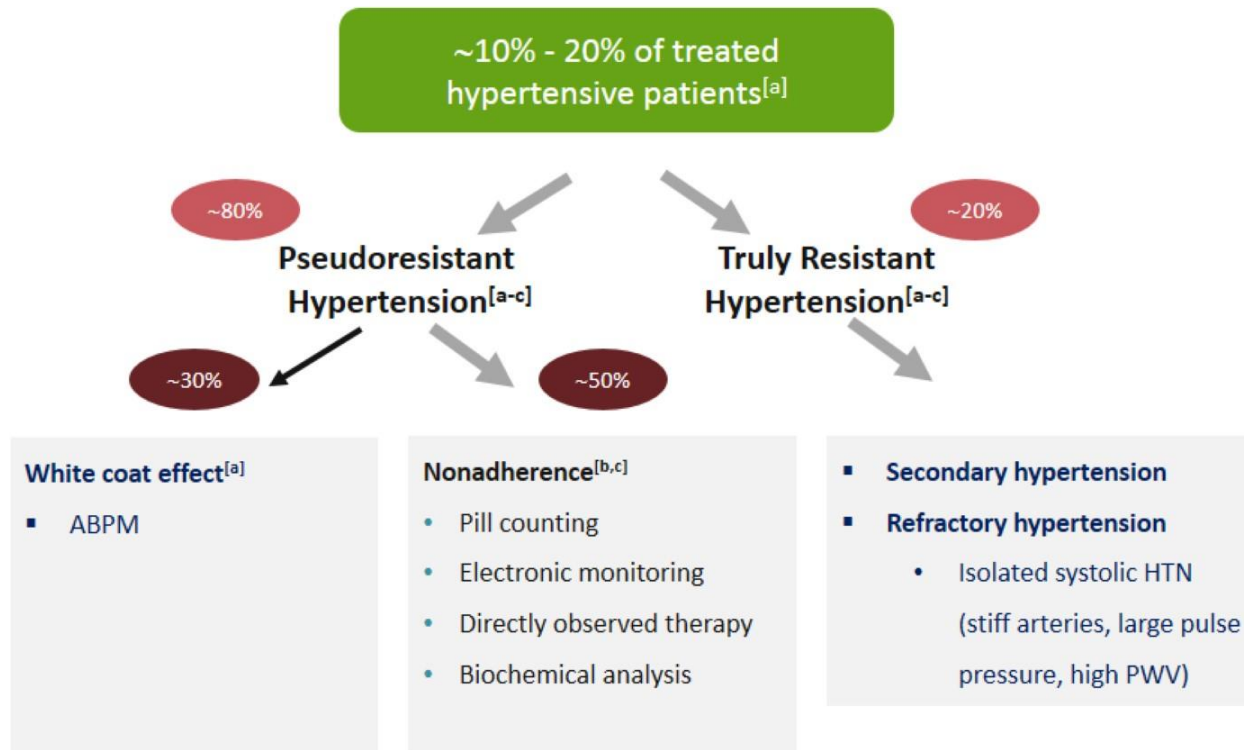 ~10% - 20% of treated
hypertensive patients[a]
~80%
~20%
Pseudoresistant
Hypertension[a-c]
Truly Resistant
Hypertension[a-c]
~30%
~50%
White coat effect[a]
▪ ABPM
Nonadherence[b,c]
• Pill counting
• Electronic monitoring
• Directly observed therapy
• Biochemical analysis
▪ Secondary hypertension
▪ Refractory hypertension
• Isolated systolic HTN
(stiff arteries, large pulse
pressure, high PWV)